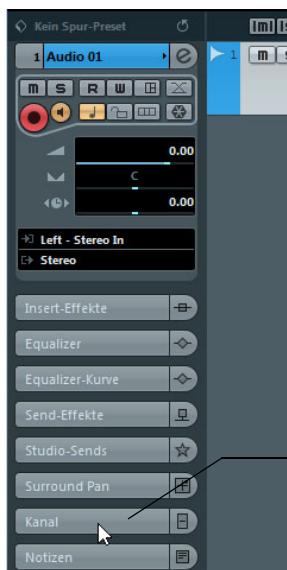 Kein Spur-Preset
1 Audio 01
1 m
m S R W
0.00
C
0.00
Left - Stereo In
Stereo
Insert-Effekte
Equalizer
Equalizer-Kurve
Send-Effekte
Studio-Sends
Surround Pan
Kanal
Notizen